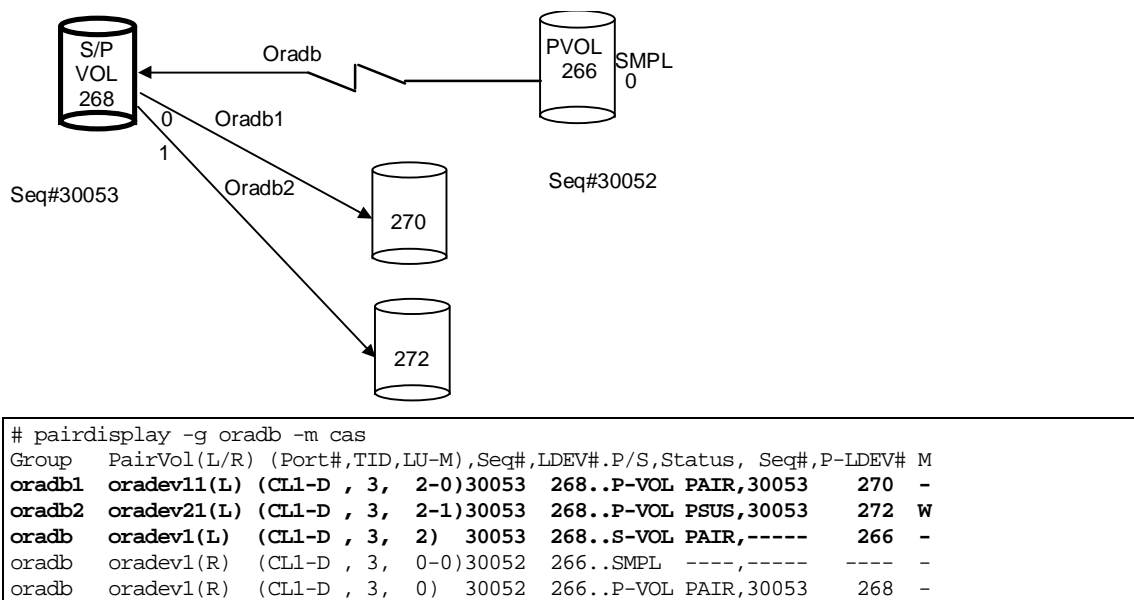 S/P
VOL
268
Oradb
PVOL
266
SMPL
0
0
Oradb1
1
Oradb2
Seq#30053
Seq#30052
270
272
# pairdisplay -g oradb -m cas
Group   PairVol(L/R) (Port#,TID,LU-M),Seq#,LDEV#.P/S,Status, Seq#,P-LDEV# M
oradb1  oradev11(L) (CL1-D , 3,  2-0)30053  268..P-VOL PAIR,30053    270  -
oradb2  oradev21(L) (CL1-D , 3,  2-1)30053  268..P-VOL PSUS,30053    272  W
oradb   oradev1(L)  (CL1-D , 3,  2)  30053  268..S-VOL PAIR,-----    266  -
oradb   oradev1(R)  (CL1-D , 3,  0-0)30052  266..SMPL  ----,-----   ----  -
oradb   oradev1(R)  (CL1-D , 3,  0)  30052  266..P-VOL PAIR,30053    268  -